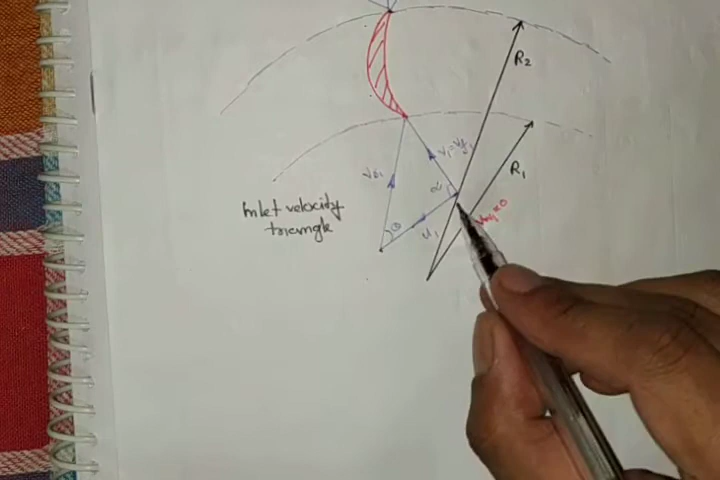 R2
V1=Vf1
R1
Vr1
α
Inlet velocity
triangle
θ
u1
Vw1=0